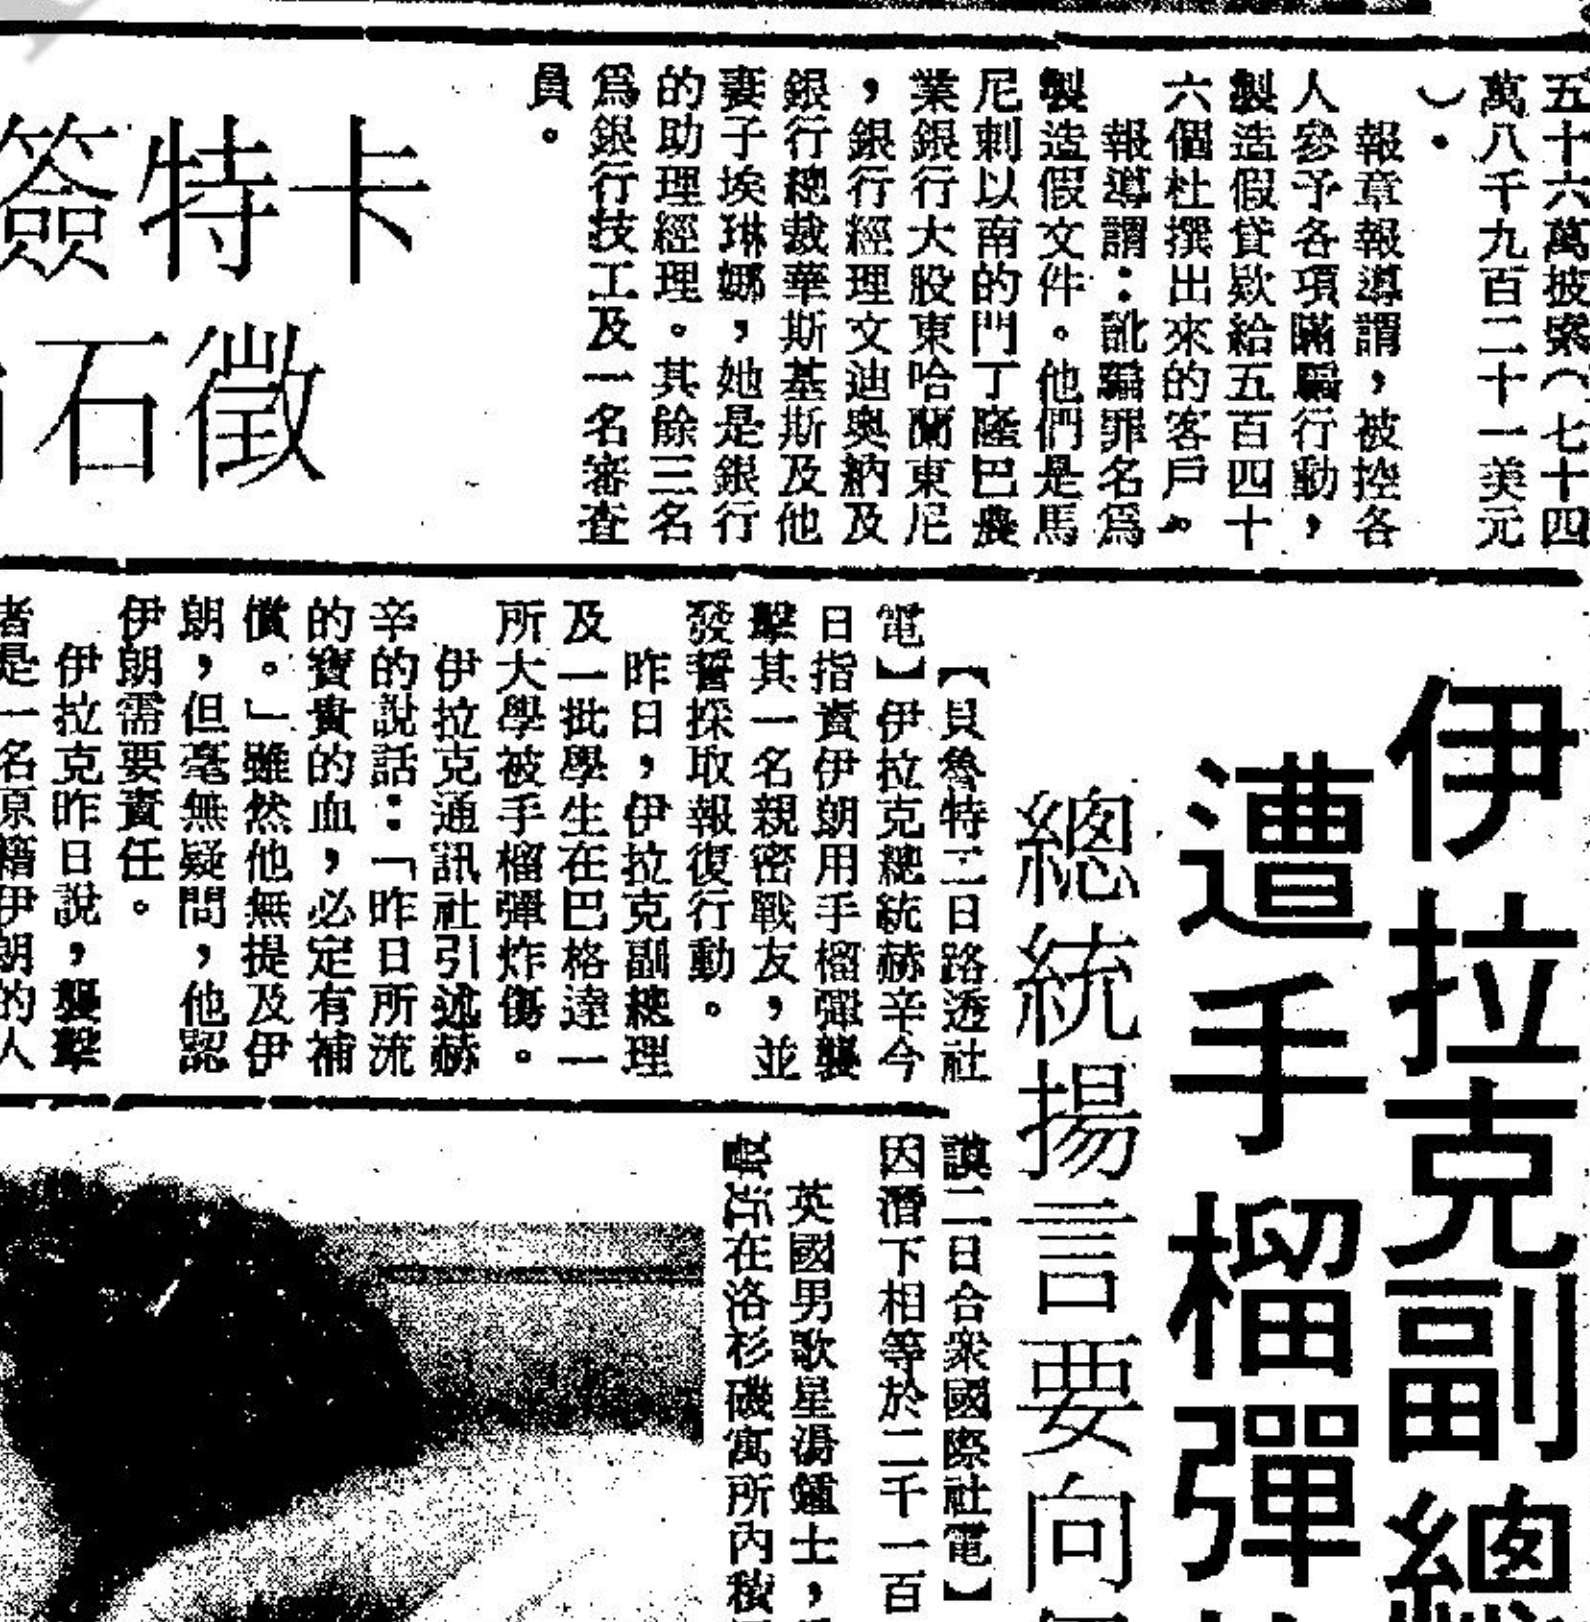 五十六萬披索（七十四
萬八千九百二十一美元
）。
報章報導謂，被控各
人參予各項瞞騙行動，
製造假貸欵給五百四十
六個杜撰出來的客戶。
報導謂：訛騙罪名爲
製造假文件。他們是馬
尼剌以南的門丁隆巴農
業銀行大股東哈蘭東尼
，銀行經理文迪奥納及
銀行總裁華斯基斯及他
妻子埃琳娜，她是銀行
的助理經理。其餘三名
爲銀行技工及一名審查
員。
卡特簽
徵石
伊拉克副總
遭手榴彈
總統揚言要向
【貝魯特二日路透社
電】伊拉克總統赫辛今
日指責伊朗用手榴彈襲
擊其一名親密戰友，並
發誓採取報復行動。
昨日，伊拉克副總理
及一批學生在巴格達一
所大學被手榴彈炸傷。
伊拉克通訊社引述赫
辛的說話：「昨日所流
的寶貴的血，必定有補
償。」雖然他無提及伊
朗，但毫無疑問，他認
伊朗需要責任。
伊拉克昨日說，襲擊
者是一名原籍伊朗的人
二日合衆國際社電】
因潛下相等於二千一百
英國男歌星湯鍾士，
在洛杉磯寓所內被